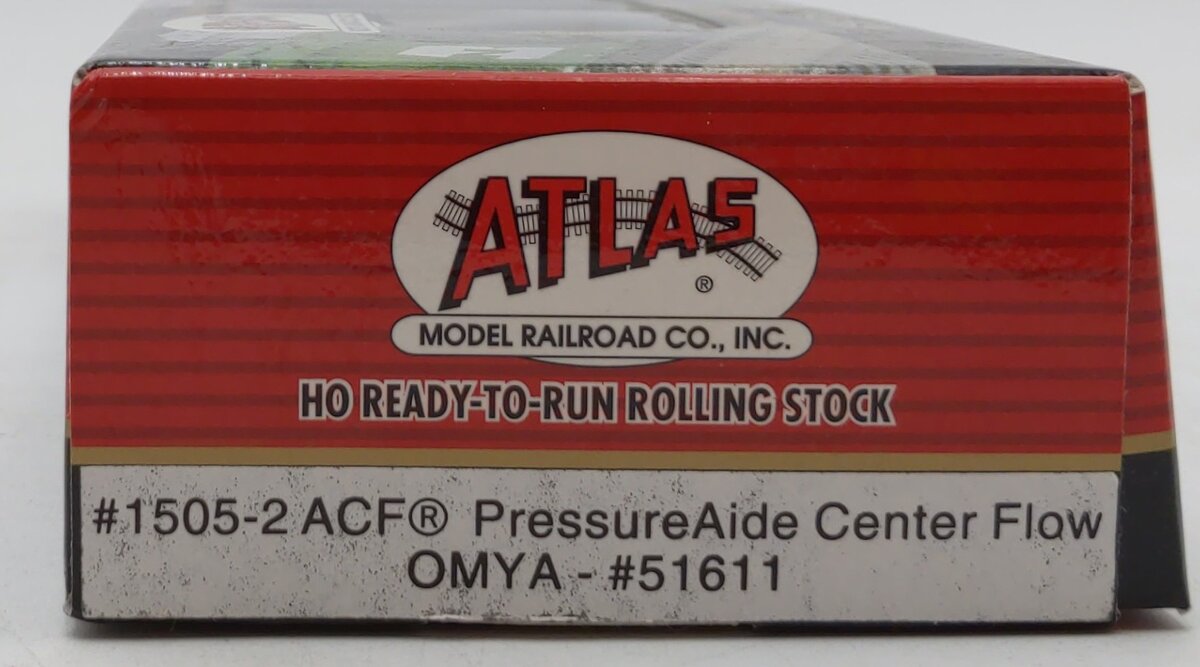 ATLAS
®
MODEL RAILROAD CO., INC.
HO READY-TO-RUN ROLLING STOCK
#1505-2 ACF® PressureAide Center Flow
OMYA - #51611